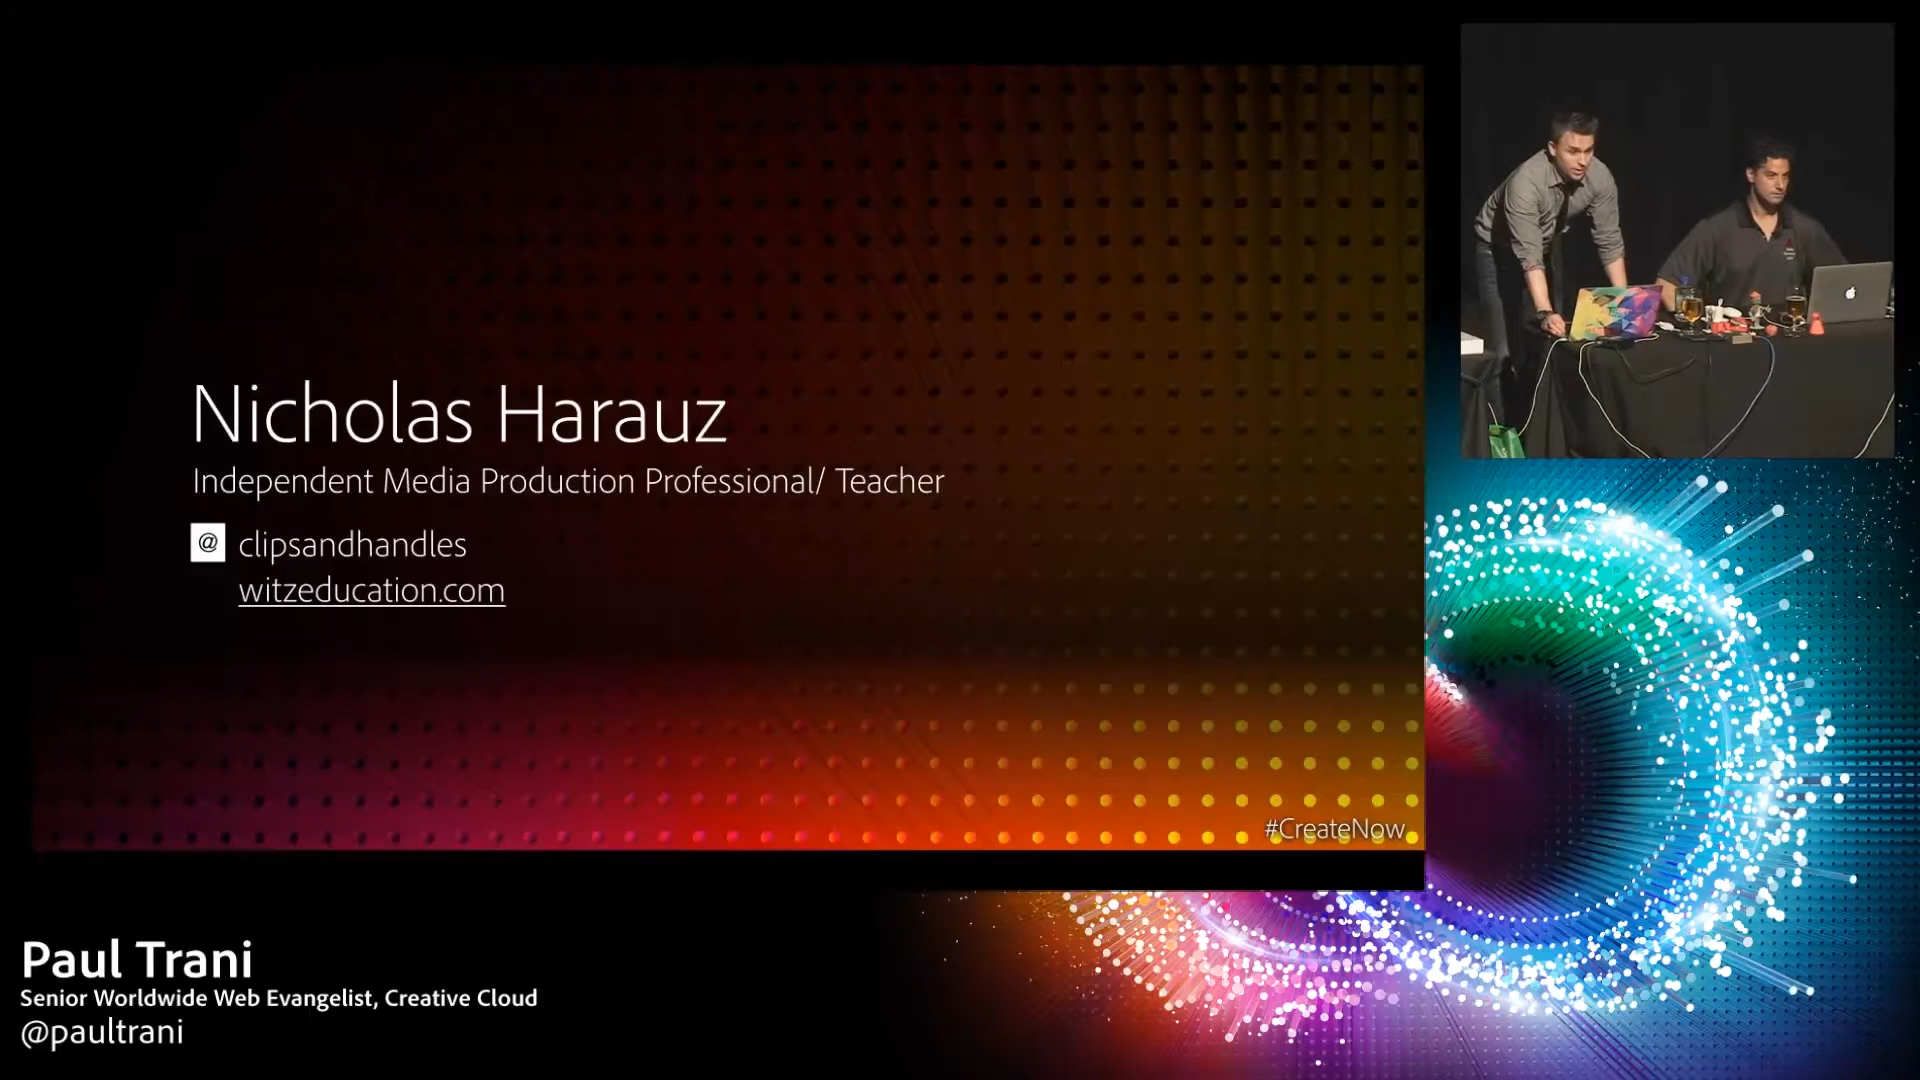 Nicholas Harauz
Independent Media Production Professional/ Teacher
@ clipsandhandles
witzeducation.com
#CreateNow
Paul Trani
Senior Worldwide Web Evangelist, Creative Cloud
@paultrani